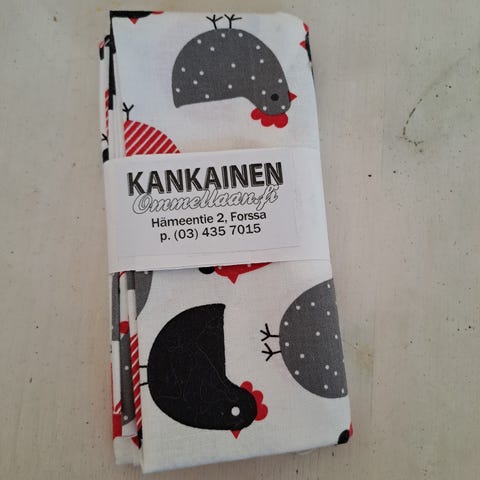 KANKAINEN
Ommellaan.fi
Hämeentie 2, Forssa
p. (03) 435 7015